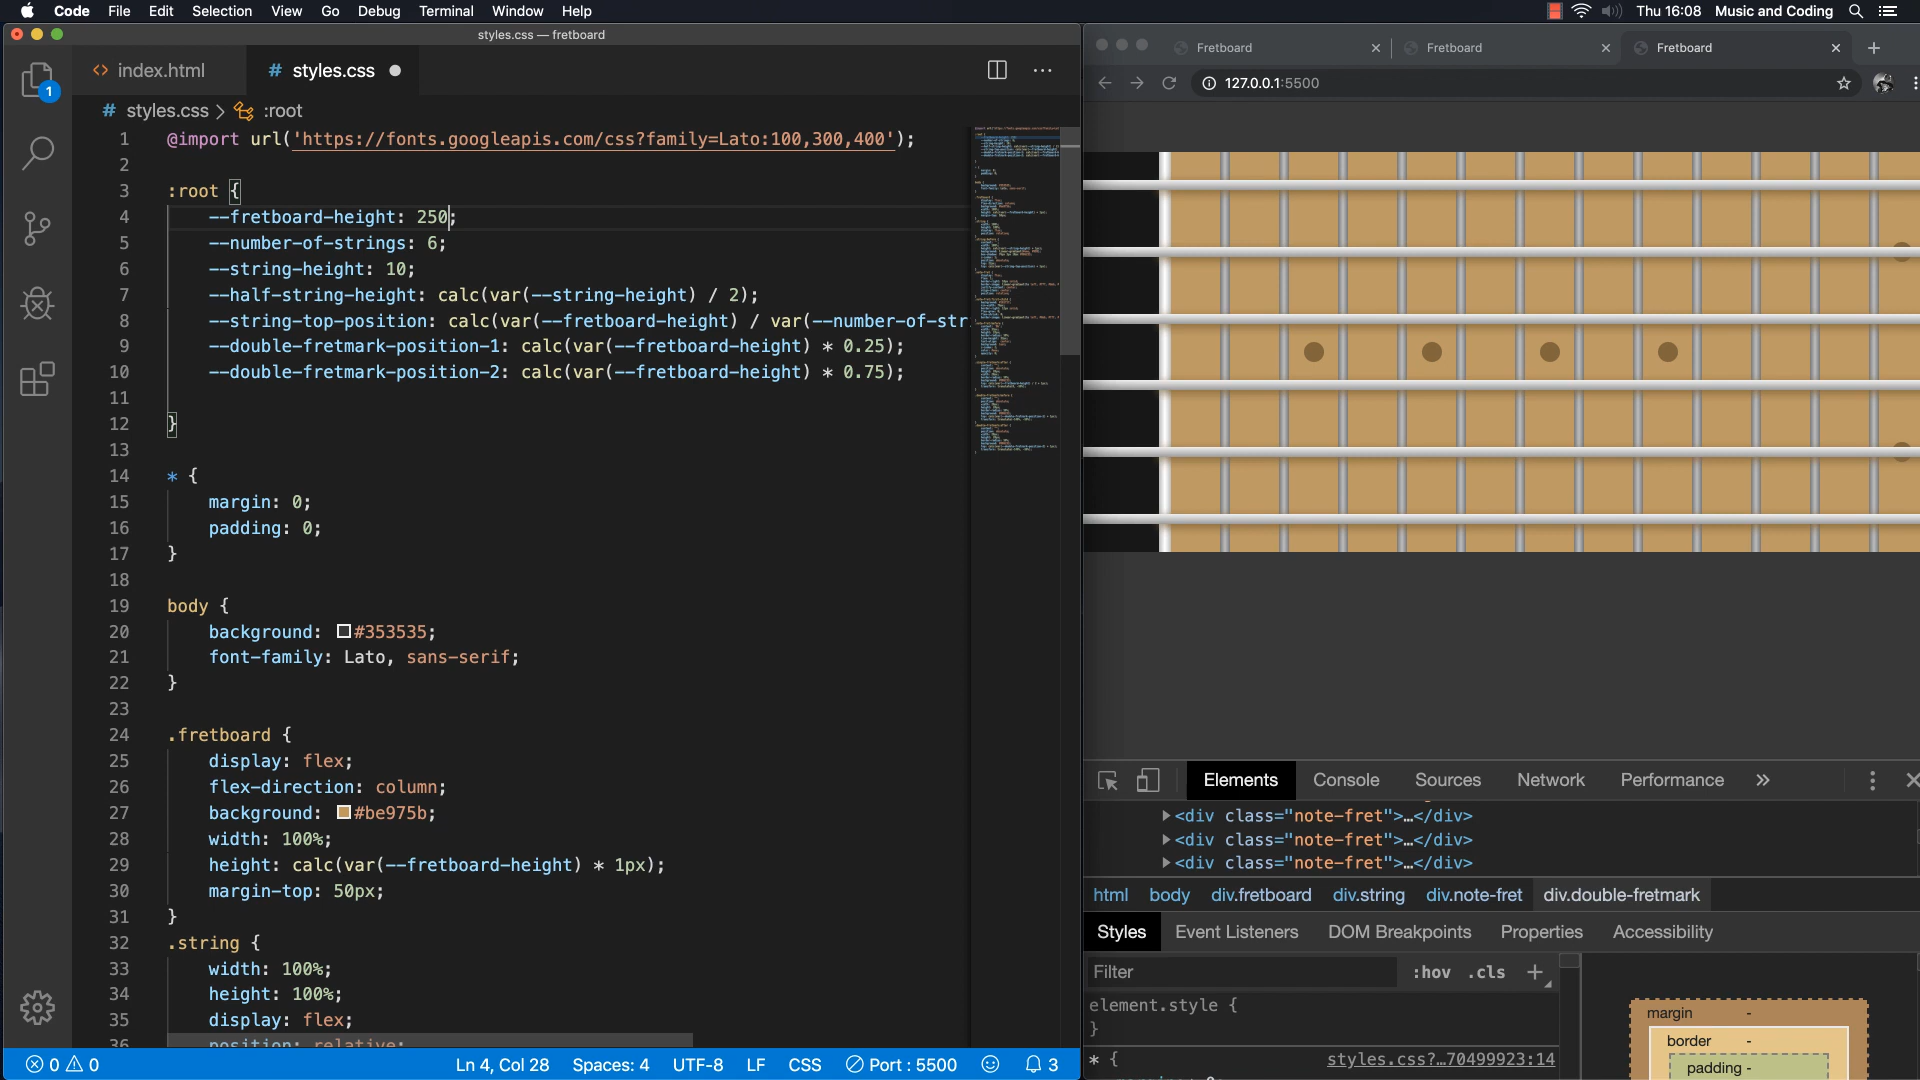 Code File Edit Selection View Go Debug Terminal Window Help
Thu 16:08 Music and Coding
styles.css — fretboard
index.html
# styles.css
# styles.css > :root
1 @import url('https://fonts.googleapis.com/css?family=Lato:100,300,400');
2
3 :root {
4 --fretboard-height: 250;
5 --number-of-strings: 6;
6 --string-height: 10;
7 --half-string-height: calc(var(--string-height) / 2);
8 --string-top-position: calc(var(--fretboard-height) / var(--number-of-str
9 --double-fretmark-position-1: calc(var(--fretboard-height) * 0.25);
10 --double-fretmark-position-2: calc(var(--fretboard-height) * 0.75);
11
12 }
13
14 * {
15 margin: 0;
16 padding: 0;
17 }
18
19 body {
20 background: #353535;
21 font-family: Lato, sans-serif;
22 }
23
24 .fretboard {
25 display: flex;
26 flex-direction: column;
27 background: #be975b;
28 width: 100%;
29 height: calc(var(--fretboard-height) * 1px);
30 margin-top: 50px;
31 }
32 .string {
33 width: 100%;
34 height: 100%;
35 display: flex;
36 position: relative;
1
0 0
Ln 4, Col 28 Spaces: 4 UTF-8 LF CSS Port : 5500 3
Fretboard Fretboard Fretboard
127.0.0.1:5500
Elements Console Sources Network Performance »
<div class="note-fret">…</div>
<div class="note-fret">…</div>
<div class="note-fret">…</div>
html body div.fretboard div.string div.note-fret div.double-fretmark
Styles Event Listeners DOM Breakpoints Properties Accessibility
Filter :hov .cls +
element.style {
}
* { styles.css?…70499923:14
margin -
border -
padding -